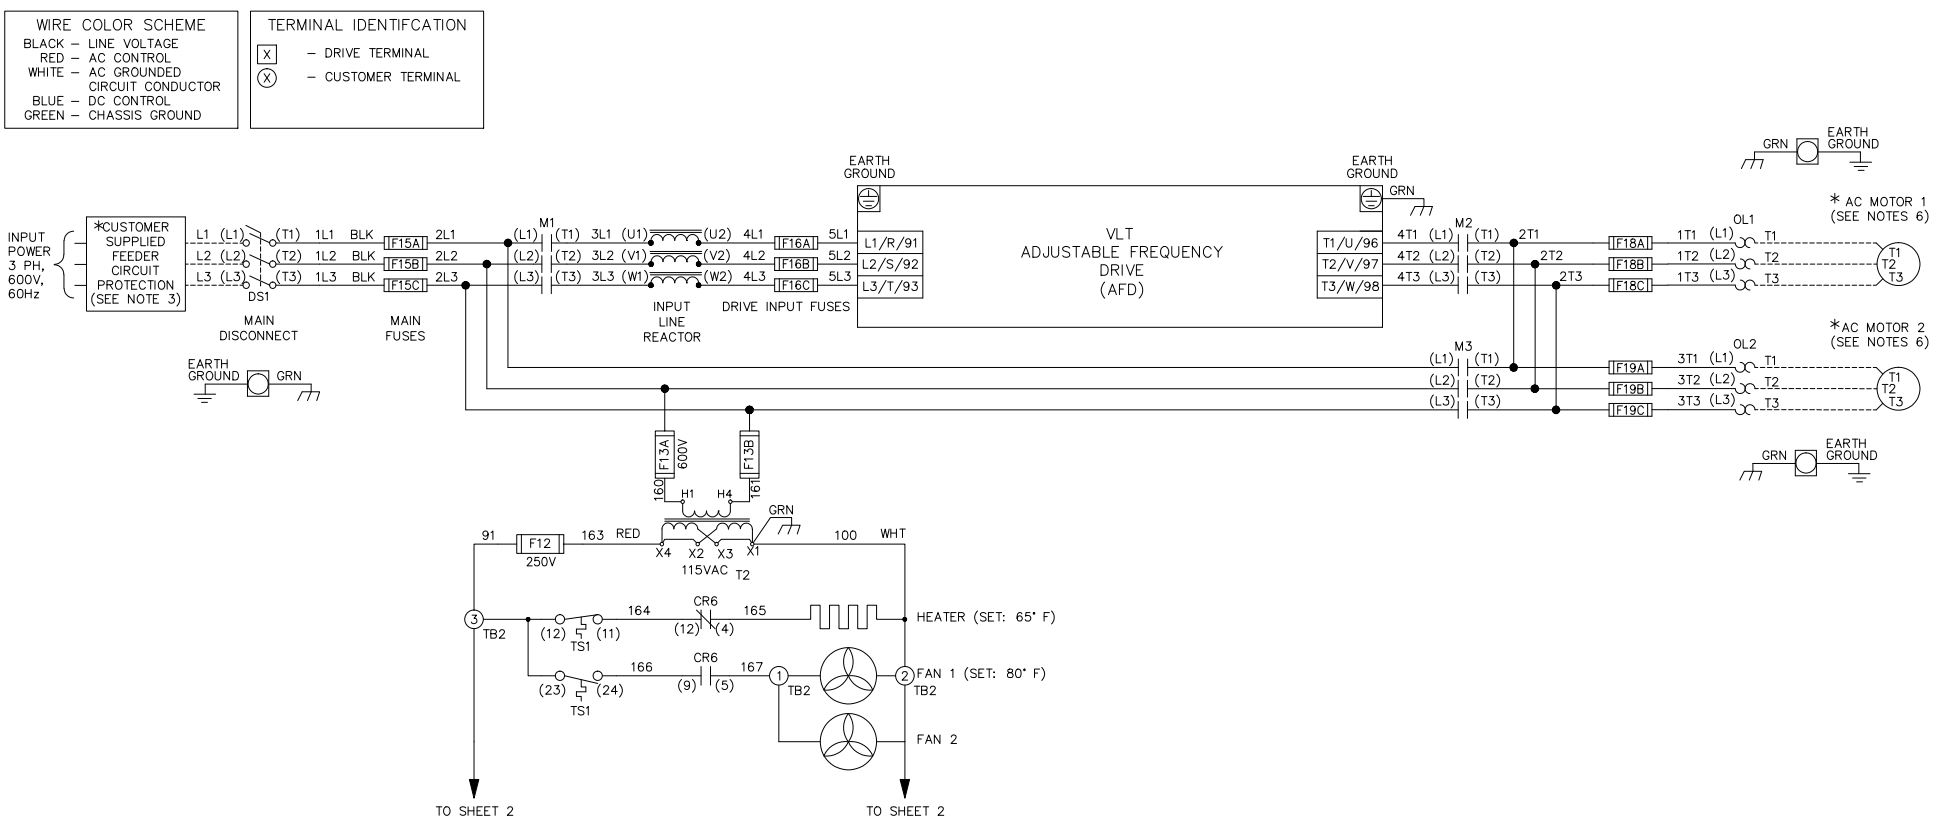 WIRE COLOR SCHEME
BLACK – LINE VOLTAGE
RED – AC CONTROL
WHITE – AC GROUNDED
CIRCUIT CONDUCTOR
BLUE – DC CONTROL
GREEN – CHASSIS GROUND
TERMINAL IDENTIFCATION
X – DRIVE TERMINAL
X – CUSTOMER TERMINAL
INPUT
POWER
3 PH,
600V,
60Hz
*CUSTOMER
SUPPLIED
FEEDER
CIRCUIT
PROTECTION
(SEE NOTE 3)
L1 (L1) (T1) 1L1 BLK F15A 2L1
L2 (L2) (T2) 1L2 BLK F15B 2L2
L3 (L3) (T3) 1L3 BLK F15C 2L3
DS1
MAIN
DISCONNECT
MAIN
FUSES
EARTH
GROUND
GRN
M1
(L1) (T1) 3L1 (U1) (U2) 4L1 F16A 5L1
(L2) (T2) 3L2 (V1) (V2) 4L2 F16B 5L2
(L3) (T3) 3L3 (W1) (W2) 4L3 F16C 5L3
INPUT
LINE
REACTOR
DRIVE INPUT FUSES
EARTH
GROUND
L1/R/91
L2/S/92
L3/T/93
VLT
ADJUSTABLE FREQUENCY
DRIVE
(AFD)
EARTH
GROUND
GRN
T1/U/96
T2/V/97
T3/W/98
M2
4T1 (L1) (T1) 2T1 F18A 1T1 (L1) T1
4T2 (L2) (T2) 2T2 F18B 1T2 (L2) T2
4T3 (L3) (T3) 2T3 F18C 1T3 (L3) T3
OL1
GRN
EARTH
GROUND
* AC MOTOR 1
(SEE NOTES 6)
T1
T2
T3
M3
(L1) (T1) F19A 3T1 (L1) T1
(L2) (T2) F19B 3T2 (L2) T2
(L3) (T3) F19C 3T3 (L3) T3
OL2
*AC MOTOR 2
(SEE NOTES 6)
T1
T2
T3
GRN
EARTH
GROUND
F13A
600V
F13B
160
161
H1 H4
GRN
91 F12 163 RED
250V
X4 X2 X3 X1
115VAC T2
100 WHT
3
TB2
(12) (11)
TS1
164
CR6
(12) (4)
165
HEATER (SET: 65° F)
(23) (24)
TS1
166
CR6
(9) (5)
167
1
TB2
2
TB2
FAN 1 (SET: 80° F)
FAN 2
TO SHEET 2
TO SHEET 2